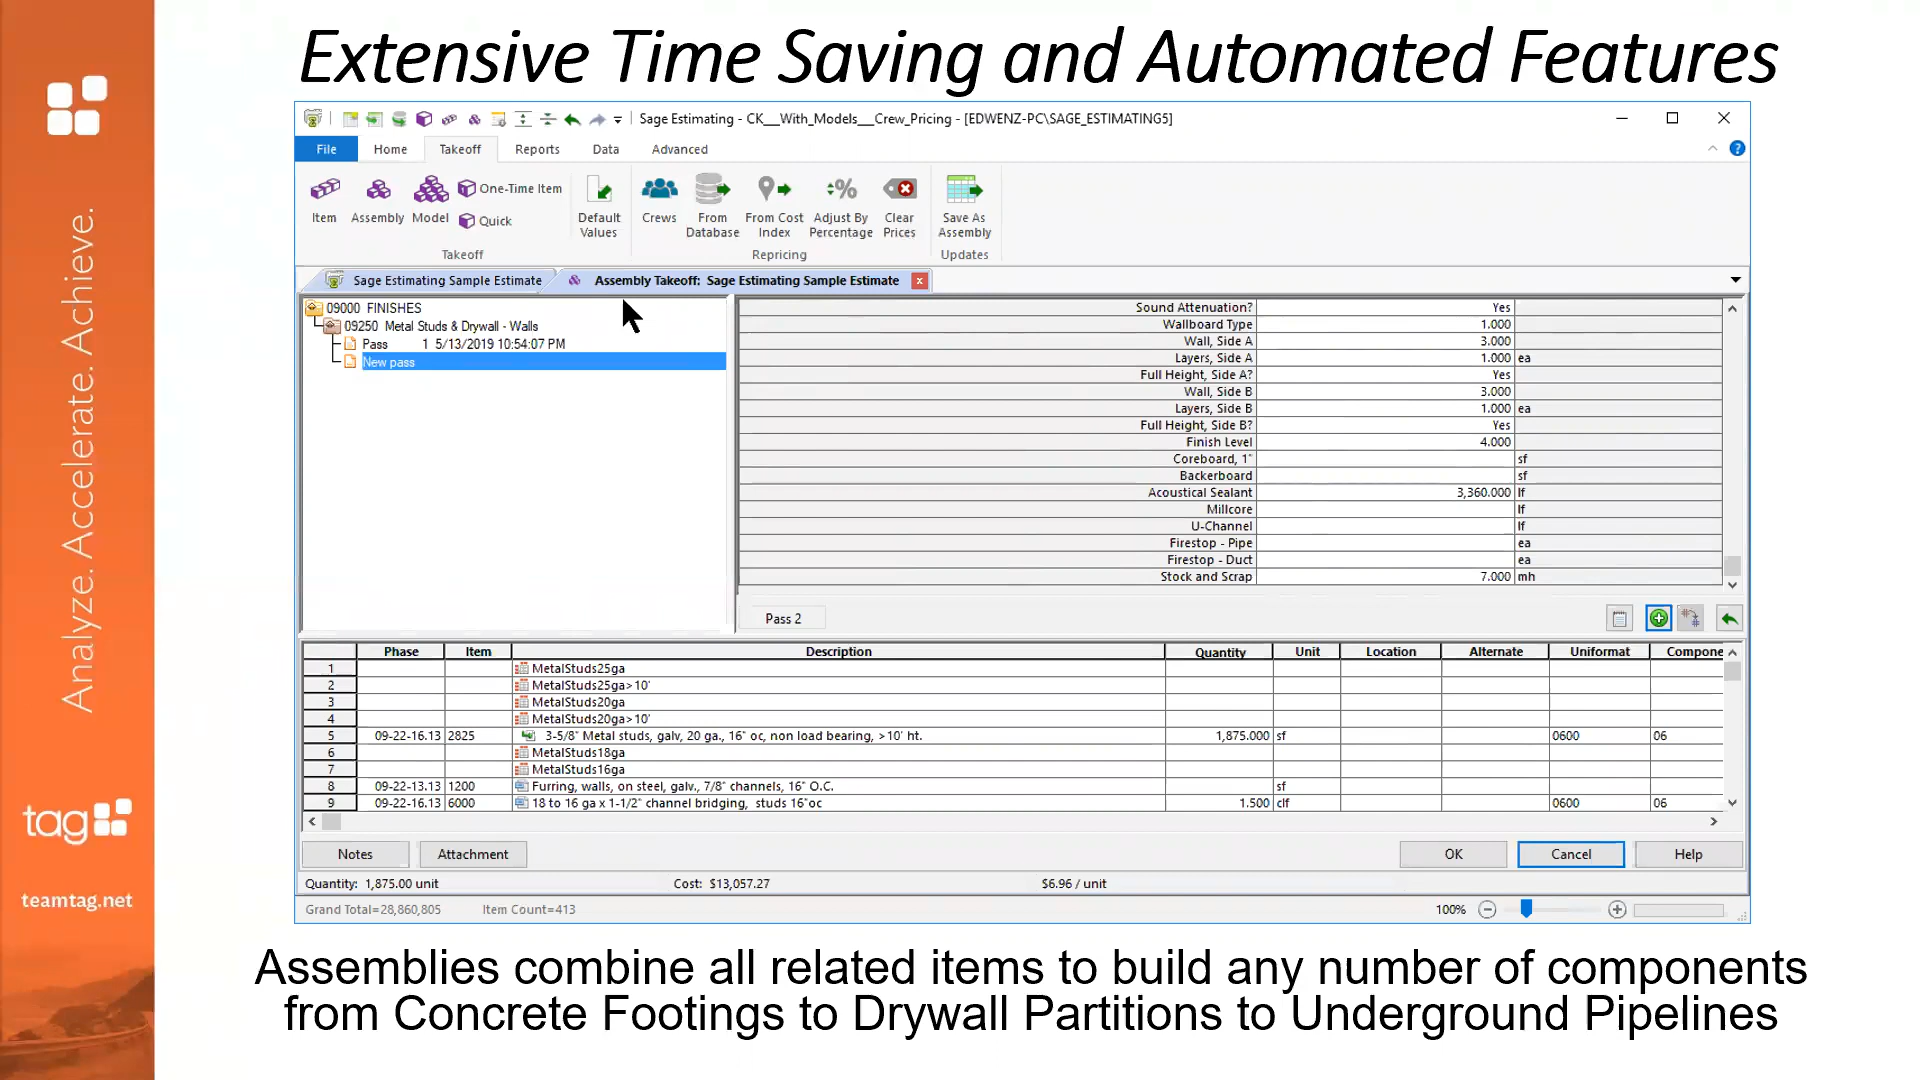 Extensive Time Saving and Automated Features
Analyze. Accelerate. Achieve.
tag
teamtag.net
Sage Estimating - CK__With_Models__Crew_Pricing - [EDWENZ-PC\SAGE_ESTIMATING5]
File Home Takeoff Reports Data Advanced
Item Assembly Model One-Time Item Quick Default Values Crews From Database From Cost Index Adjust By Percentage Clear Prices Save As Assembly
Takeoff Repricing Updates
Sage Estimating Sample Estimate Assembly Takeoff: Sage Estimating Sample Estimate
09000 FINISHES
09250 Metal Studs & Drywall - Walls
Pass 1 5/13/2019 10:54:07 PM
New pass
Sound Attenuation? Yes
Wallboard Type 1.000
Wall, Side A 3.000
Layers, Side A 1.000 ea
Full Height, Side A? Yes
Wall, Side B 3.000
Layers, Side B 1.000 ea
Full Height, Side B? Yes
Finish Level 4.000
Coreboard, 1" sf
Backerboard sf
Acoustical Sealant 3,360.000 lf
Millcore lf
U-Channel lf
Firestop - Pipe ea
Firestop - Duct ea
Stock and Scrap 7.000 mh
Pass 2
Phase Item Description Quantity Unit Location Alternate Uniformat Compone
1 MetalStuds25ga
2 MetalStuds25ga>10'
3 MetalStuds20ga
4 MetalStuds20ga>10'
5 09-22-16.13 2825 3-5/8" Metal studs, galv, 20 ga., 16" oc, non load bearing, >10' ht. 1,875.000 sf 0600 06
6 MetalStuds18ga
7 MetalStuds16ga
8 09-22-13.13 1200 Furring, walls, on steel, galv., 7/8" channels, 16" O.C. sf
9 09-22-16.13 6000 18 to 16 ga x 1-1/2" channel bridging, studs 16"oc 1.500 clf 0600 06
Notes Attachment OK Cancel Help
Quantity: 1,875.00 unit Cost: $13,057.27 $6.96 / unit
Grand Total=28,860,805 Item Count=413 100%
Assemblies combine all related items to build any number of components
from Concrete Footings to Drywall Partitions to Underground Pipelines